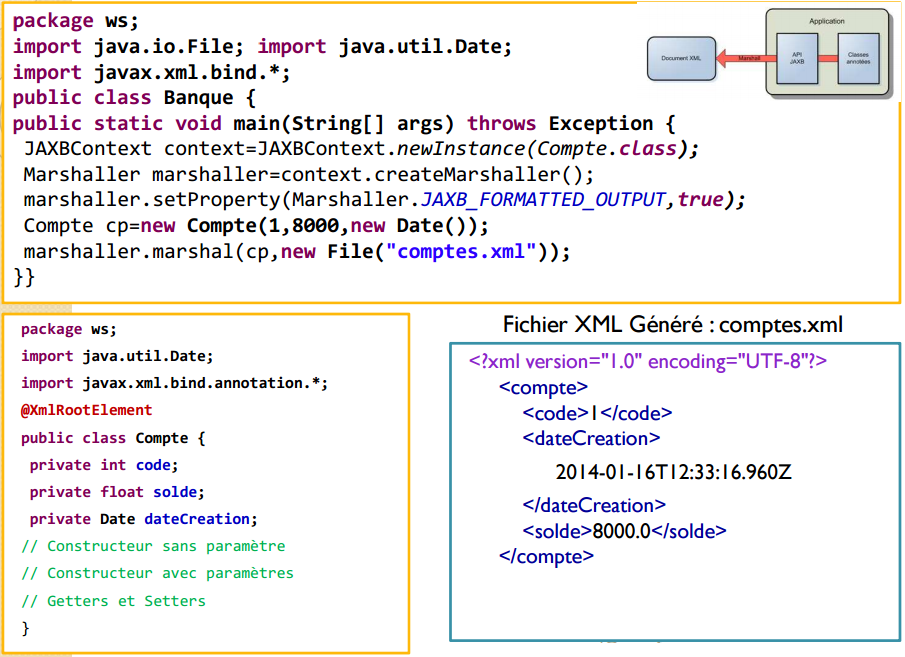 package ws;
import java.io.File; import java.util.Date;
import javax.xml.bind.*;
public class Banque {
public static void main(String[] args) throws Exception {
JAXBContext context=JAXBContext.newInstance(Compte.class);
Marshaller marshaller=context.createMarshaller();
marshaller.setProperty(Marshaller.JAXB_FORMATTED_OUTPUT,true);
Compte cp=new Compte(1,8000,new Date());
marshaller.marshal(cp,new File("comptes.xml"));
}}
Application
Document XML
Marshall
API
JAXB
Classes
annotées
package ws;
import java.util.Date;
import javax.xml.bind.annotation.*;
@XmlRootElement
public class Compte {
private int code;
private float solde;
private Date dateCreation;
// Constructeur sans paramètre
// Constructeur avec paramètres
// Getters et Setters
}
Fichier XML Généré : comptes.xml
<?xml version="1.0" encoding="UTF-8"?>
<compte>
<code>1</code>
<dateCreation>
2014-01-16T12:33:16.960Z
</dateCreation>
<solde>8000.0</solde>
</compte>